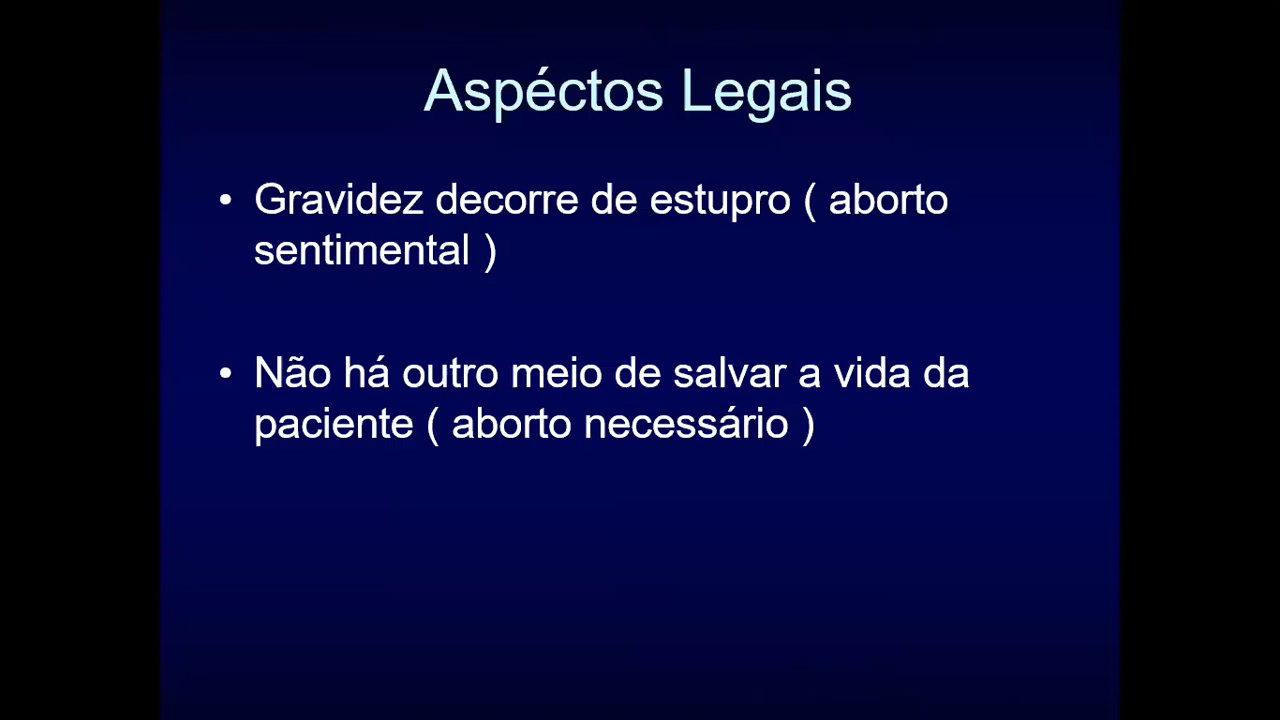 Aspéctos Legais
• Gravidez decorre de estupro ( aborto
sentimental )
• Não há outro meio de salvar a vida da
paciente ( aborto necessário )